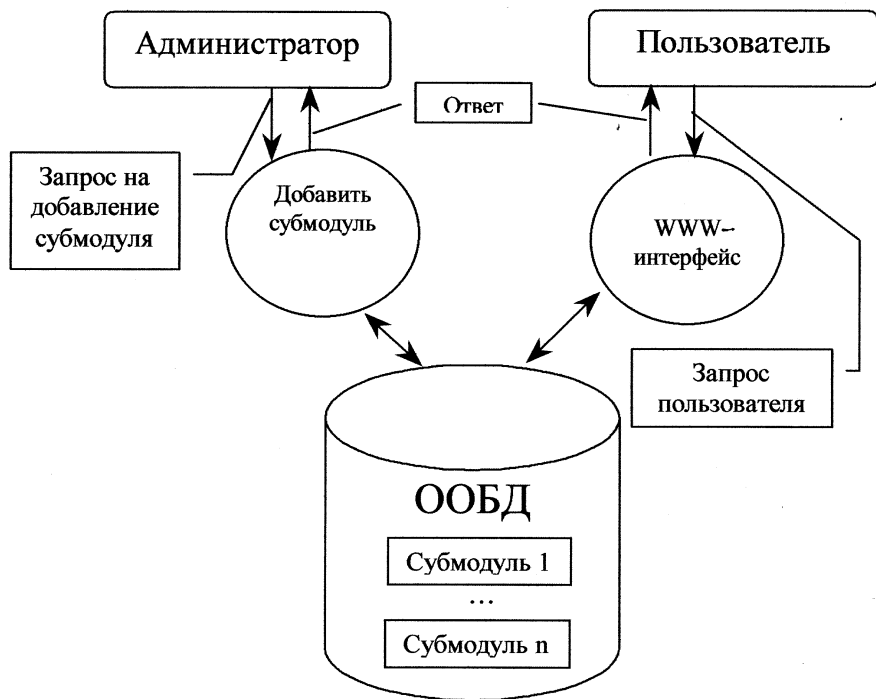 Администратор
Пользователь
Ответ
Запрос на
добавление
субмодуля
Добавить
субмодуль
WWW–
интерфейс
Запрос
пользователя
ООБД
Субмодуль 1
...
Субмодуль n